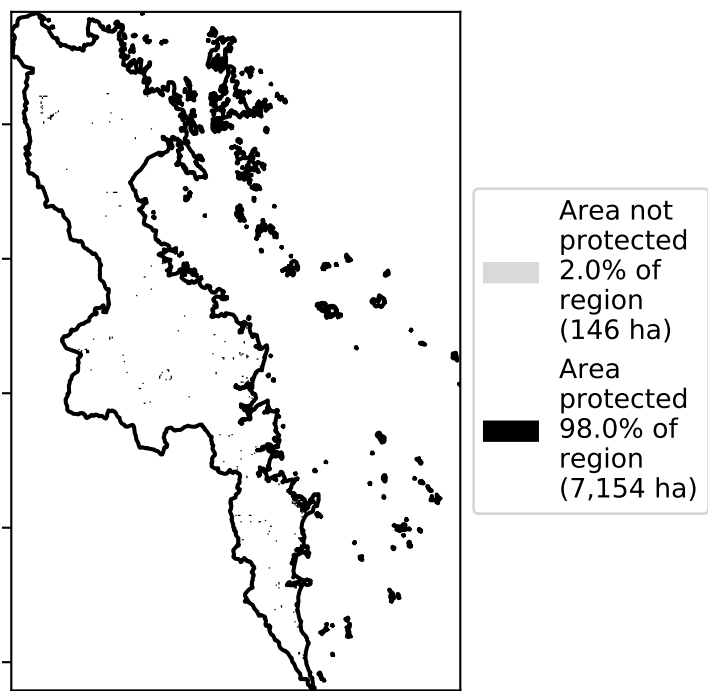 Area not
protected
2.0% of
region
(146 ha)
Area
protected
98.0% of
region
(7,154 ha)